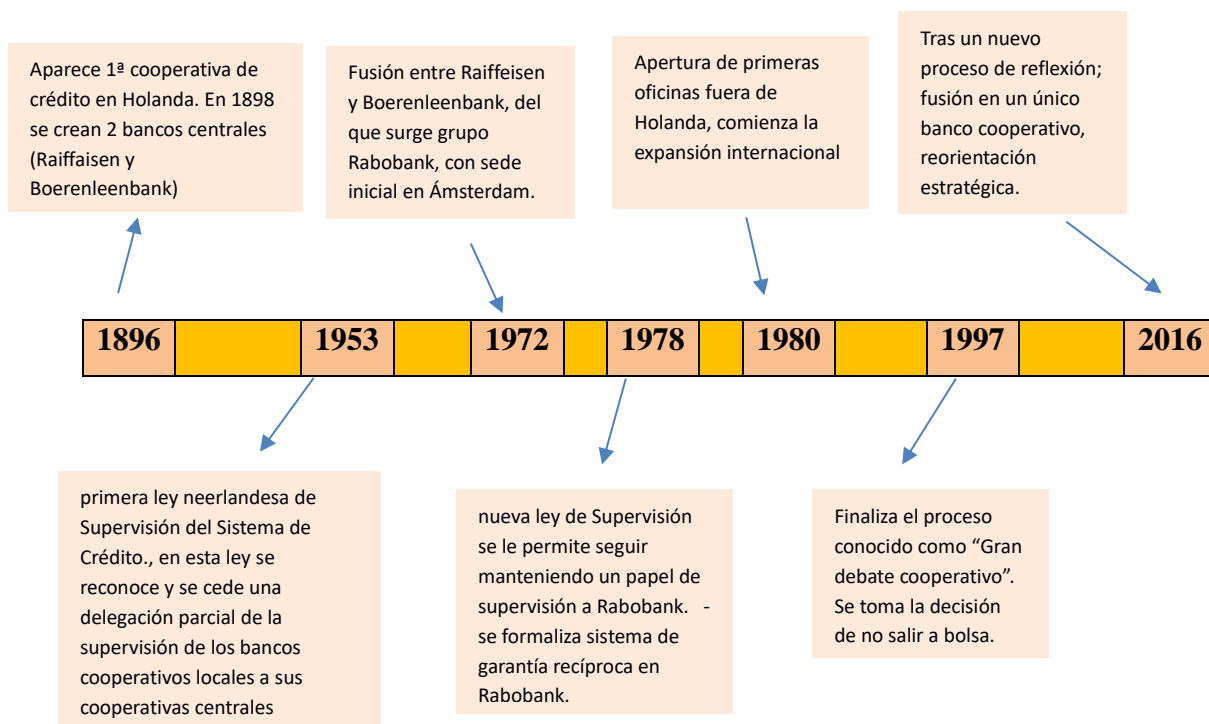 Aparece 1ª cooperativa de
crédito en Holanda. En 1898
se crean 2 bancos centrales
(Raiffaisen y
Boerenleenbank)
Fusión entre Raiffeisen
y Boerenleenbank, del
que surge grupo
Rabobank, con sede
inicial en Ámsterdam.
Apertura de primeras
oficinas fuera de
Holanda, comienza la
expansión internacional
Tras un nuevo
proceso de reflexión;
fusión en un único
banco cooperativo,
reorientación
estratégica.
1896 1953 1972 1978 1980 1997 2016
primera ley neerlandesa de
Supervisión del Sistema de
Crédito., en esta ley se
reconoce y se cede una
delegación parcial de la
supervisión de los bancos
cooperativos locales a sus
cooperativas centrales
nueva ley de Supervisión
se le permite seguir
manteniendo un papel de
supervisión a Rabobank. -
se formaliza sistema de
garantía recíproca en
Rabobank.
Finaliza el proceso
conocido como “Gran
debate cooperativo”.
Se toma la decisión
de no salir a bolsa.